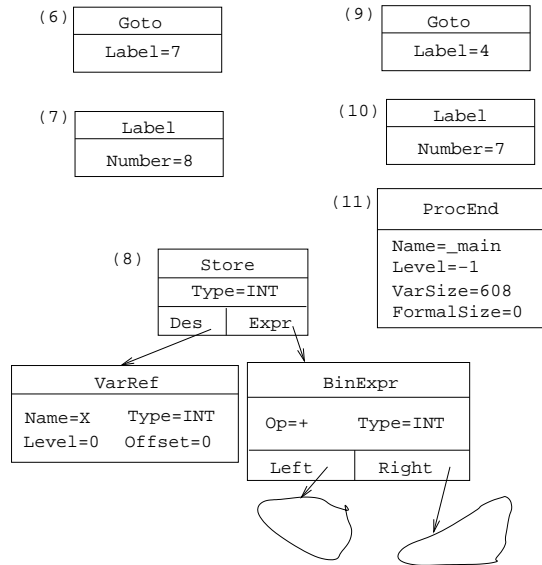 (6)
Goto
Label=7
(9)
Goto
Label=4
(7)
Label
Number=8
(10)
Label
Number=7
(11)
ProcEnd
Name=_main
Level=−1
VarSize=608
FormalSize=0
(8)
Store
Type=INT
Des Expr
VarRef
Name=X Type=INT
Level=0 Offset=0
BinExpr
Op=+ Type=INT
Left Right